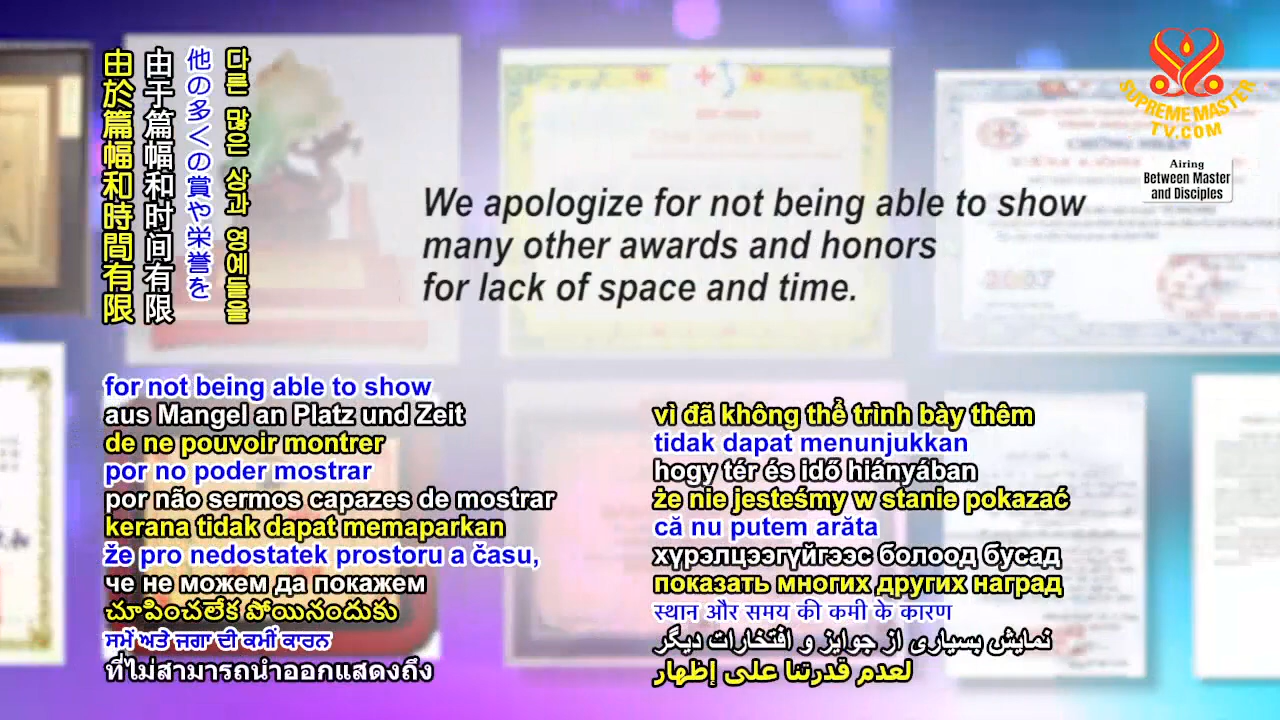 由於篇幅和時間有限
由于篇幅和时间有限
他の多くの賞や栄誉を
다른 많은 상과 영예들을
SUPREME MASTER
TV.COM
Airing
Between Master
and Disciples
CHỨNG NHẬN
2007
We apologize for not being able to show
many other awards and honors
for lack of space and time.
for not being able to show
aus Mangel an Platz und Zeit
de ne pouvoir montrer
por no poder mostrar
por não sermos capazes de mostrar
kerana tidak dapat memaparkan
že pro nedostatek prostoru a času,
че не можем да покажем
చూపించలేక పోయినందుకు
ਸਮੇਂ ਅਤੇ ਜਗਾ ਦੀ ਕਮੀਂ ਕਾਰਨ
ที่ไม่สามารถนำออกแสดงถึง
vì đã không thể trình bày thêm
tidak dapat menunjukkan
hogy tér és idő hiányában
że nie jesteśmy w stanie pokazać
că nu putem arăta
хүрэлцээгүйгээс болоод бусад
показать многих других наград
स्थान और समय की कमी के कारण
نمایش بسیاری از جوایز و افتخارات دیگر
لعدم قدرتنا على إظهار